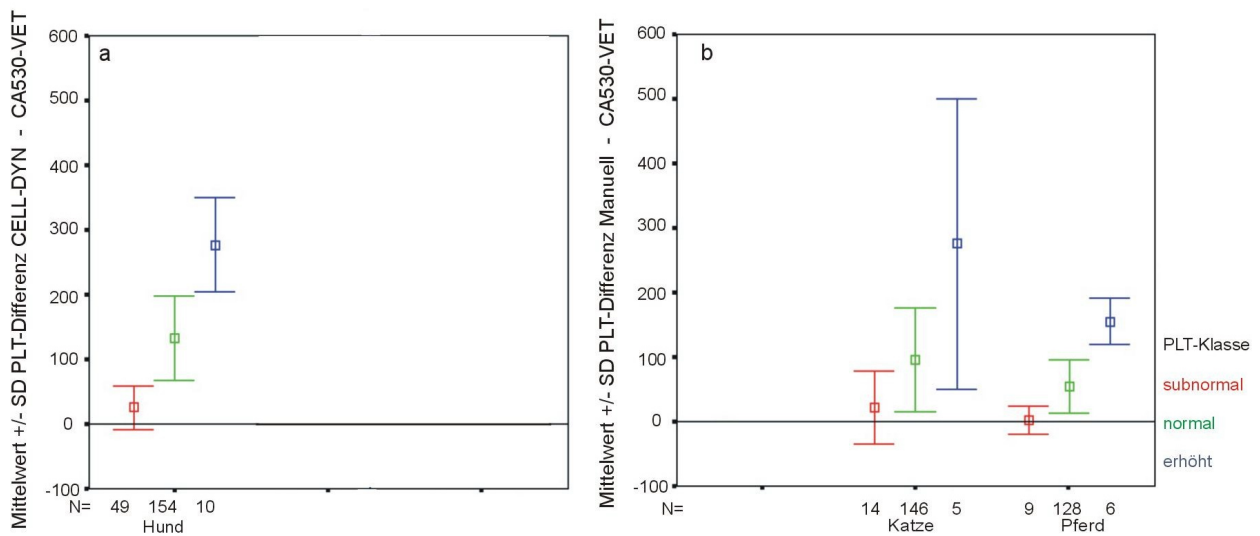 Mittelwert +/- SD PLT-Differenz CELL-DYN - CA530-VET
a
600
500
400
300
200
100
0
-100
N= 49 154 10
Hund
Mittelwert +/- SD PLT-Differenz Manuell - CA530-VET
b
600
500
400
300
200
100
0
-100
N= 14 146 5 9 128 6
Katze Pferd
PLT-Klasse
subnormal
normal
erhöht